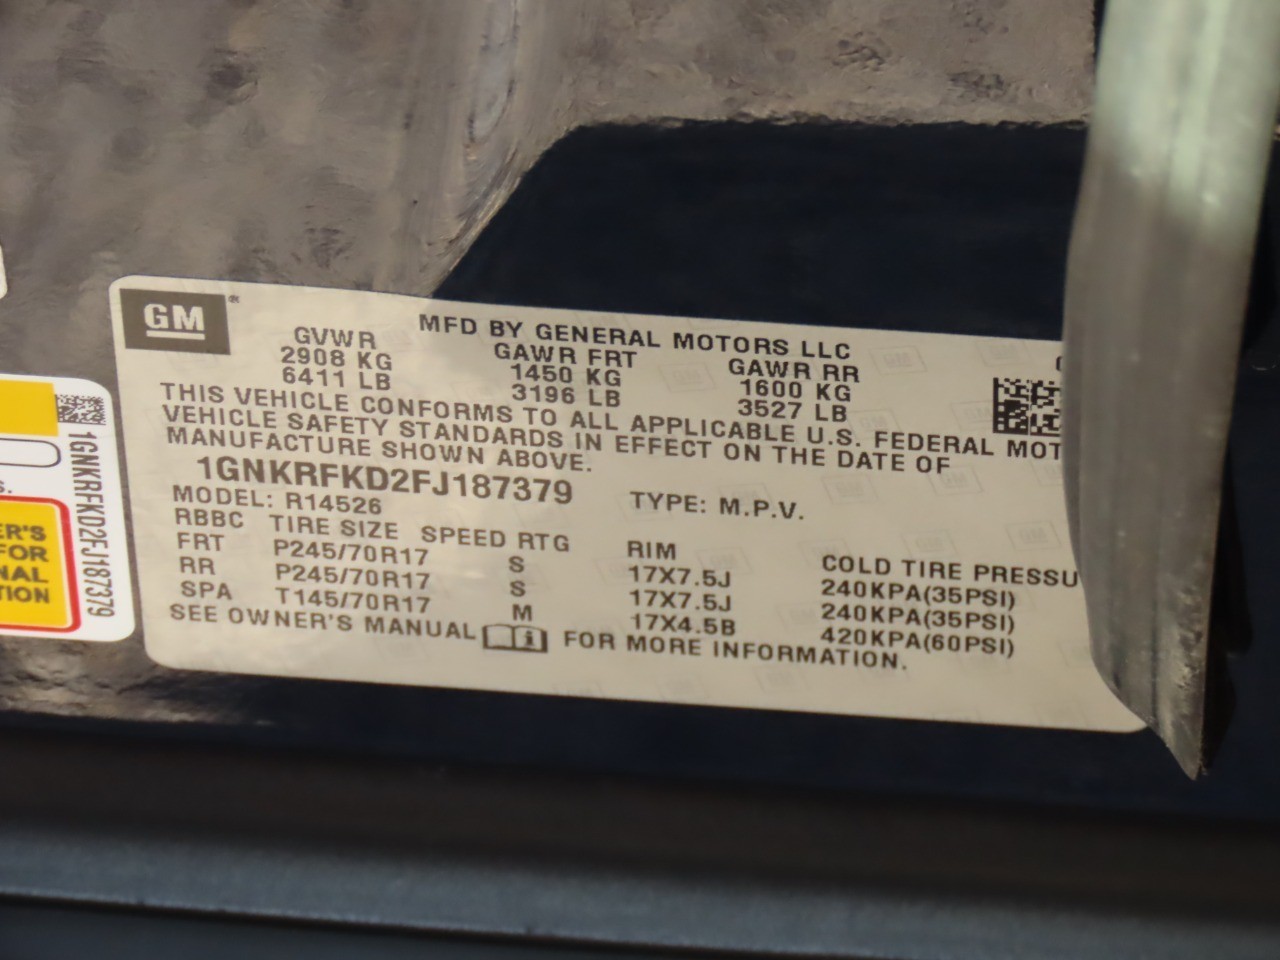 GM
MFD BY GENERAL MOTORS LLC
GVWR GAWR FRT GAWR RR
2908 KG 1450 KG 1600 KG
6411 LB 3196 LB 3527 LB
THIS VEHICLE CONFORMS TO ALL APPLICABLE U.S. FEDERAL MOT
VEHICLE SAFETY STANDARDS IN EFFECT ON THE DATE OF
MANUFACTURE SHOWN ABOVE.
1GNKRFKD2FJ187379 TYPE: M.P.V.
MODEL: R14526
RBBC TIRE SIZE SPEED RTG RIM COLD TIRE PRESSU
FRT P245/70R17 S 17X7.5J 240KPA(35PSI)
RR P245/70R17 S 17X7.5J 240KPA(35PSI)
SPA T145/70R17 M 17X4.5B 420KPA(60PSI)
SEE OWNER'S MANUAL FOR MORE INFORMATION.
1GNKRFKD2FJ187379
S.
ER'S
FOR
NAL
TION